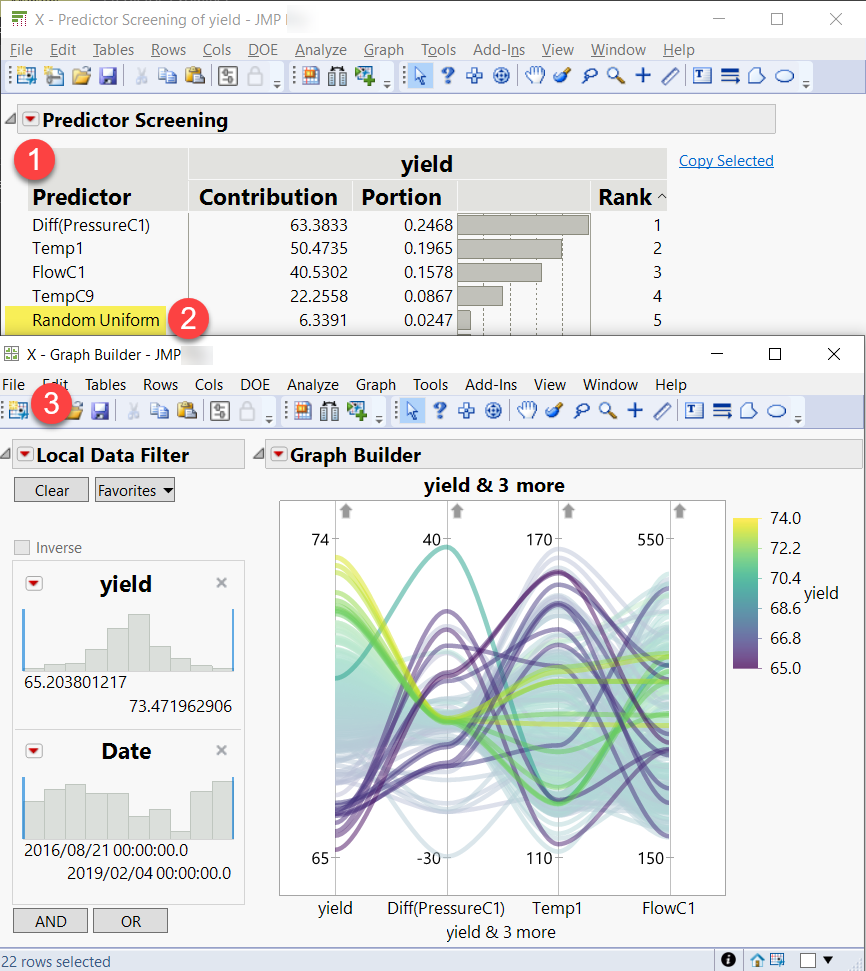 X - Predictor Screening of yield - JMP
File Edit Tables Rows Cols DOE Analyze Graph Tools Add-Ins View Window Help
Predictor Screening
1
yield
Copy Selected
Predictor Contribution Portion Rank
Diff(PressureC1) 63.3833 0.2468 1
Temp1 50.4735 0.1965 2
FlowC1 40.5302 0.1578 3
TempC9 22.2558 0.0867 4
Random Uniform 2 6.3391 0.0247 5
X - Graph Builder - JMP
File Edit Tables Rows Cols DOE Analyze Graph Tools Add-Ins View Window Help
3
Local Data Filter
Clear Favorites
Inverse
yield
65.203801217
73.471962906
Date
2016/08/21 00:00:00.0
2019/02/04 00:00:00.0
AND OR
Graph Builder
yield & 3 more
74 40 170 550
65 -30 110 150
yield Diff(PressureC1) Temp1 FlowC1
yield & 3 more
74.0
72.2
70.4
yield
68.6
66.8
65.0
22 rows selected